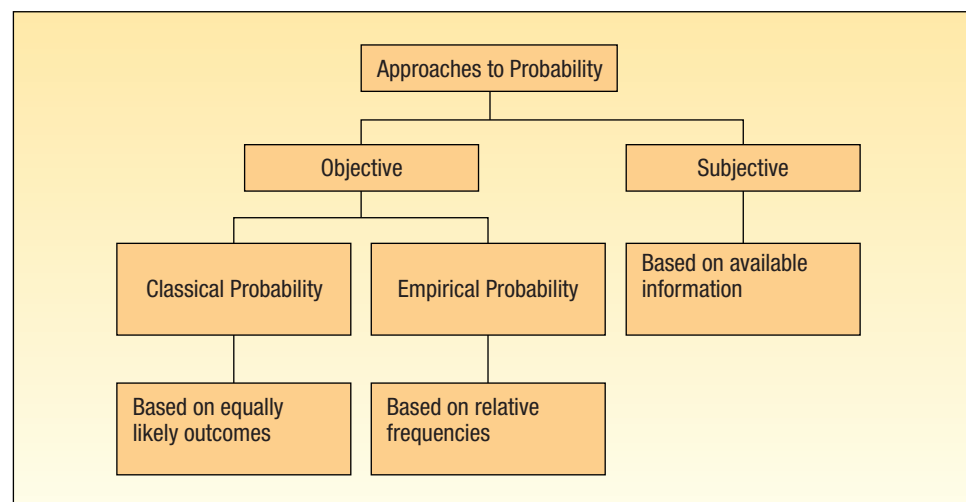 Approaches to Probability
Objective
Subjective
Classical Probability
Empirical Probability
Based on available
information
Based on equally
likely outcomes
Based on relative
frequencies